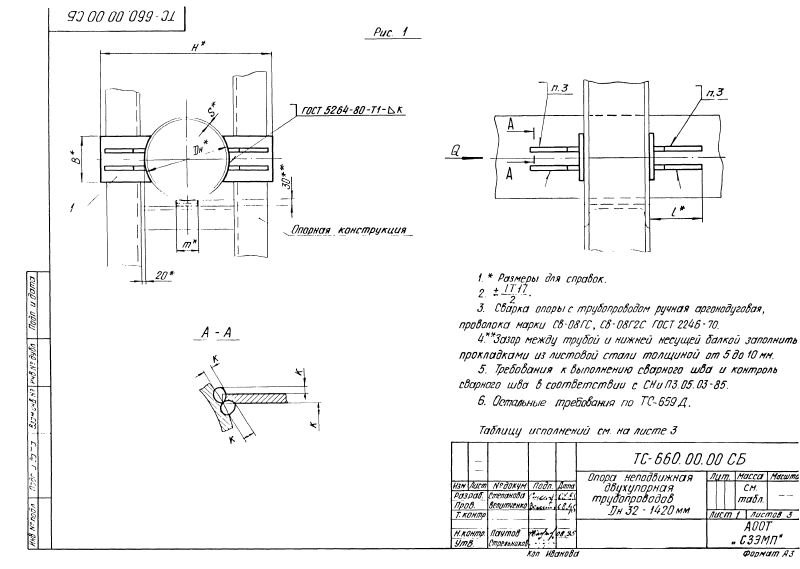 ТС-660.00.00 СБ
Рис. 1
H*
S*
Dн*
ГОСТ 5264-80-Т1-◺K
B*
30**
1
Опорная конструкция
m*
20*
п.3
п.3
A
A
Q
L*
1. * Размеры для справок.
2. ± IT17/2.
3. Сварка опоры с трубопроводом ручная аргонодуговая,
проволока марки СВ-08ГС, СВ-08Г2С ГОСТ 2246-70.
4.** Зазор между трубой и нижней несущей балкой заполнить
прокладками из листовой стали толщиной от 5 до 10 мм.
5. Требования к выполнению сварного шва и контроль
сварного шва в соответствии с СНиП3.05.03-85.
6. Остальные требования по ТС-659 Д.
А - А
K
K
K
K
Таблицу исполнений см. на листе 3
ТС-660.00.00 СБ
Опора неподвижная
двухупорная
трубопроводов
Dн 32 - 1420 мм
Лит. Масса Масштаб
см.
табл.
Лист 1 Листов 3
АООТ
„СЗЭМП"
Изм Лист № докум Подп. Дата
Разраб. Степанова
Пров.
Т.контр
Н.контр. Паутов 08.95
Утв. Стрельников
Коп Иванова
Формат А3
Подп. и дата
Инв № дубл
Взам инв №
Инв № подл